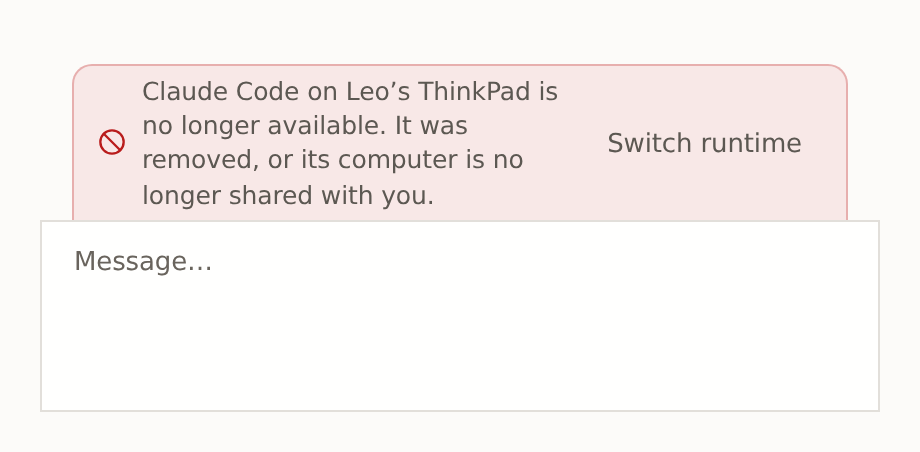 Claude Code on Leo’s ThinkPad is
no longer available. It was
removed, or its computer is no
longer shared with you.
Switch runtime
Message…